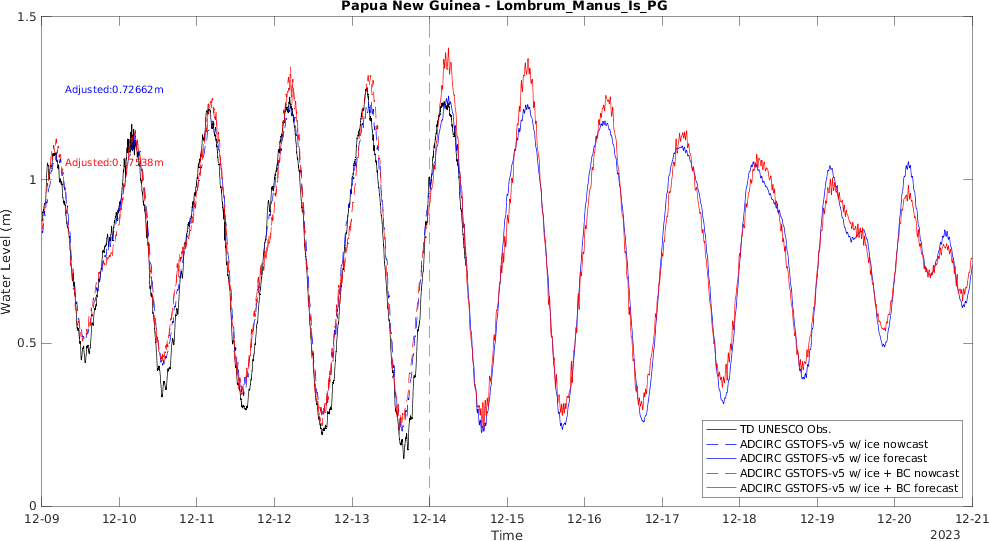 Papua New Guinea - Lombrum_Manus_Is_PG
1.5
Adjusted:0.72662m
Adjusted:0.17538m
1
Water Level (m)
0.5
0
TD UNESCO Obs.
ADCIRC GSTOFS-v5 w/ ice nowcast
ADCIRC GSTOFS-v5 w/ ice forecast
ADCIRC GSTOFS-v5 w/ ice + BC nowcast
ADCIRC GSTOFS-v5 w/ ice + BC forecast
12-09 12-10 12-11 12-12 12-13 12-14 12-15 12-16 12-17 12-18 12-19 12-20 12-21
Time
2023